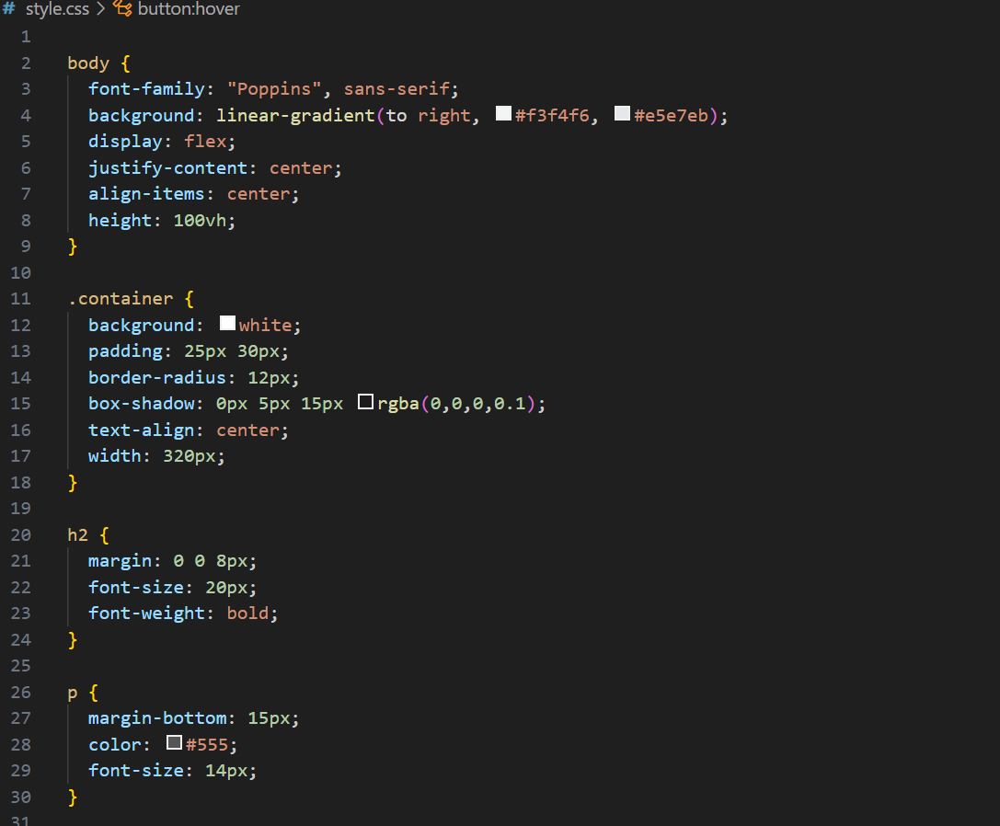 # style.css > button:hover
1
2 body {
3 font-family: "Poppins", sans-serif;
4 background: linear-gradient(to right, #f3f4f6, #e5e7eb);
5 display: flex;
6 justify-content: center;
7 align-items: center;
8 height: 100vh;
9 }
10
11 .container {
12 background: white;
13 padding: 25px 30px;
14 border-radius: 12px;
15 box-shadow: 0px 5px 15px rgba(0,0,0,0.1);
16 text-align: center;
17 width: 320px;
18 }
19
20 h2 {
21 margin: 0 0 8px;
22 font-size: 20px;
23 font-weight: bold;
24 }
25
26 p {
27 margin-bottom: 15px;
28 color: #555;
29 font-size: 14px;
30 }
31